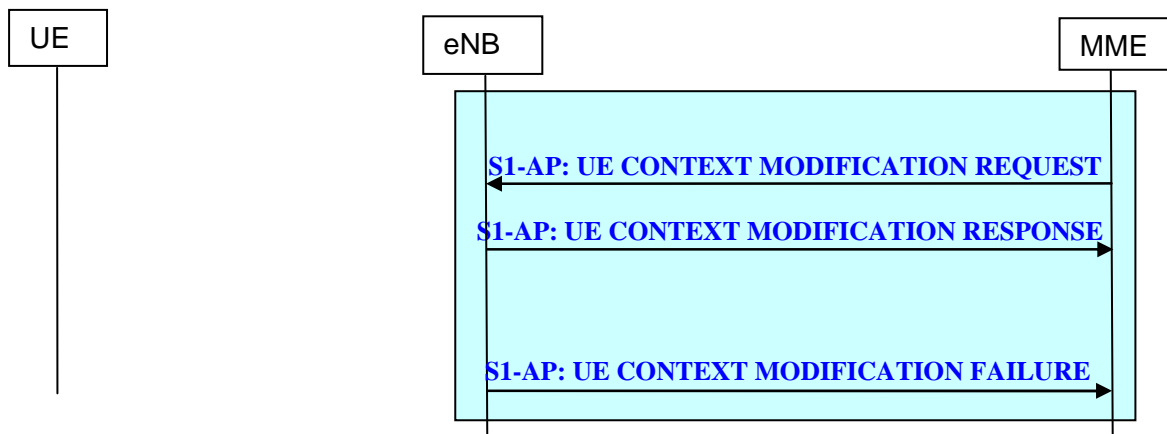 UE
eNB
MME
S1-AP: UE CONTEXT MODIFICATION REQUEST
S1-AP: UE CONTEXT MODIFICATION RESPONSE
S1-AP: UE CONTEXT MODIFICATION FAILURE